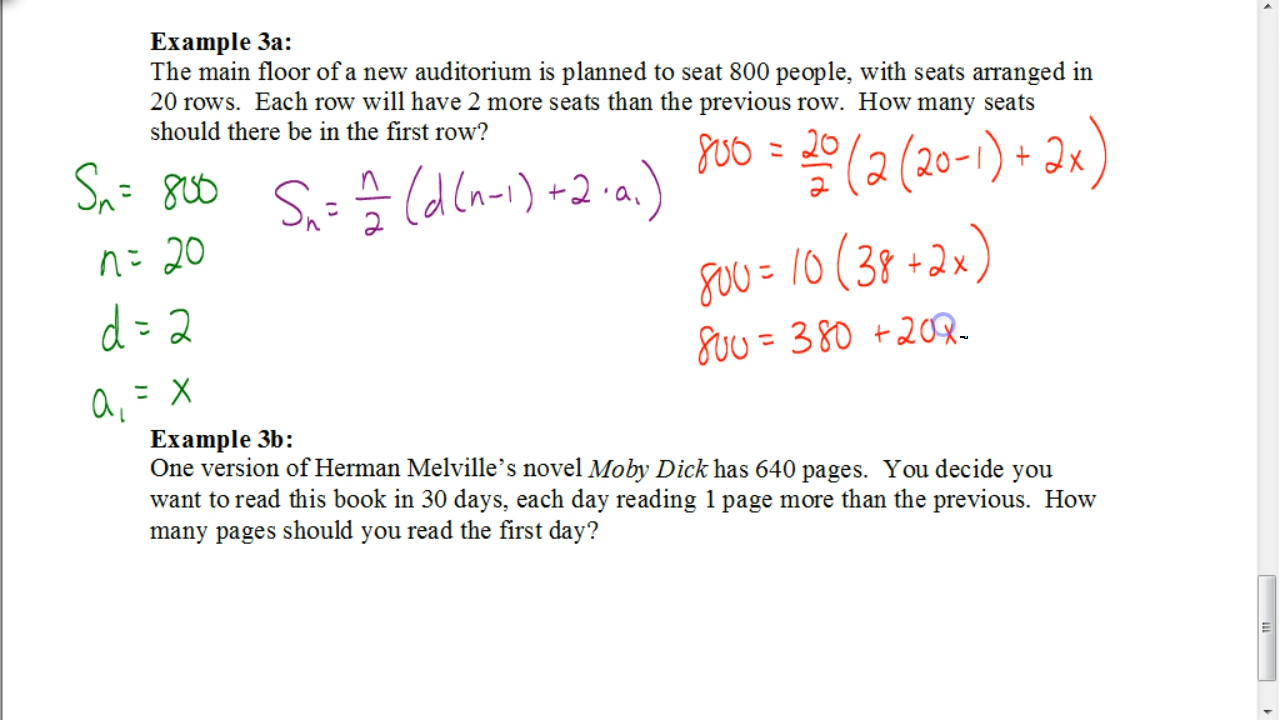 Example 3a:
The main floor of a new auditorium is planned to seat 800 people, with seats arranged in
20 rows.  Each row will have 2 more seats than the previous row.  How many seats
should there be in the first row?
Sₙ = 800
n = 20
d = 2
a₁ = x
Sₙ = n/2 (d(n-1) + 2·a₁)
800 = 20/2 (2(20-1) + 2x)
800 = 10(38 + 2x)
800 = 380 + 20x
Example 3b:
One version of Herman Melville’s novel Moby Dick has 640 pages.  You decide you
want to read this book in 30 days, each day reading 1 page more than the previous.  How
many pages should you read the first day?